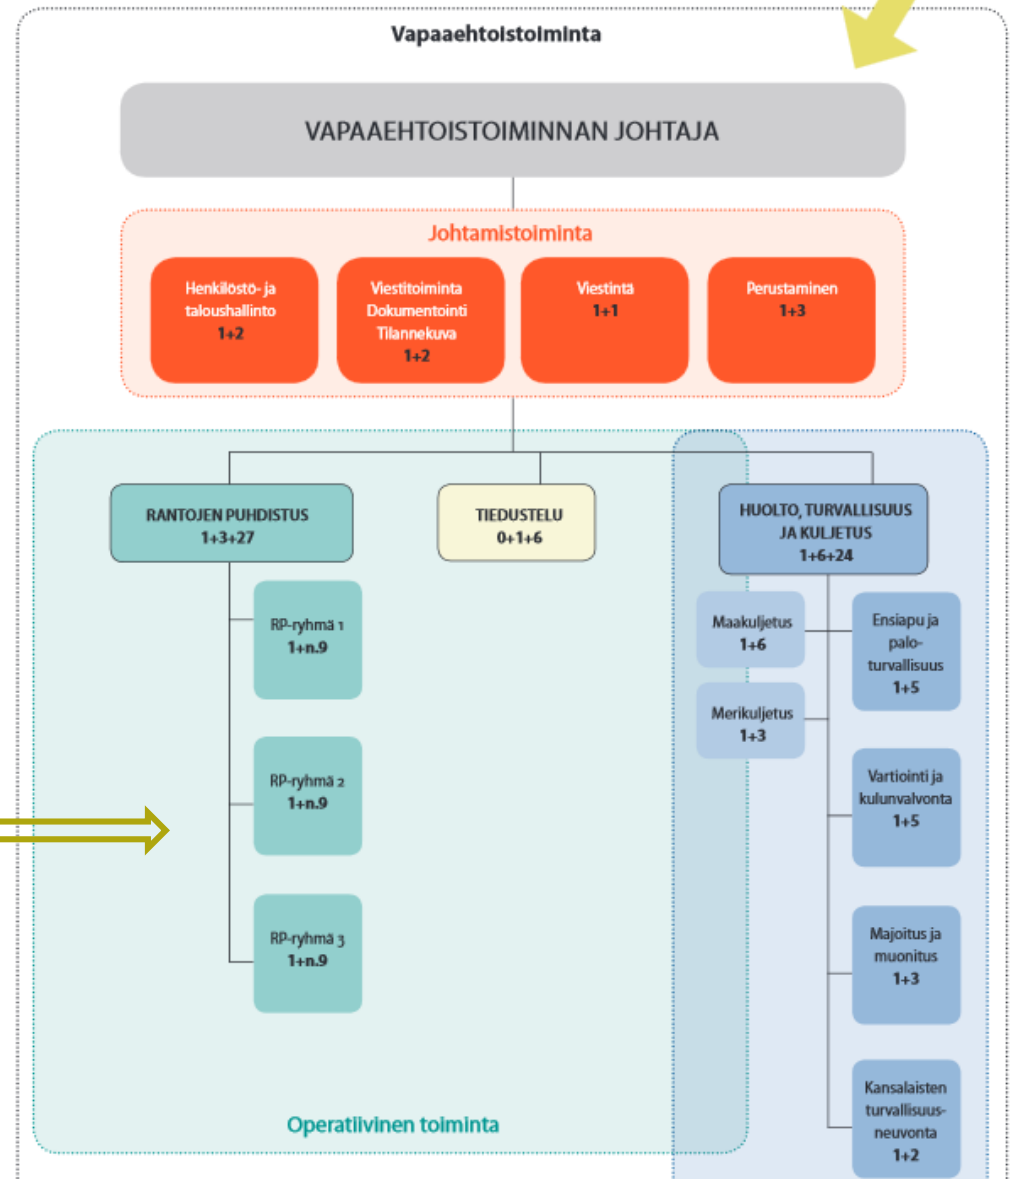 Vapaaehtoistoiminta
VAPAAEHTOISTOIMINNAN JOHTAJA
Johtamistoiminta
Henkilöstö- ja
taloushallinto
1+2
Viestitoiminta
Dokumentointi
Tilannekuva
1+2
Viestintä
1+1
Perustaminen
1+3
RANTOJEN PUHDISTUS
1+3+27
TIEDUSTELU
0+1+6
HUOLTO, TURVALLISUUS
JA KULJETUS
1+6+24
RP-ryhmä 1
1+n.9
RP-ryhmä 2
1+n.9
RP-ryhmä 3
1+n.9
Maakuljetus
1+6
Merikuljetus
1+3
Ensiapu ja
palo-
turvallisuus
1+5
Vartiointi ja
kulunvalvonta
1+5
Majoitus ja
muonitus
1+3
Kansalaisten
turvallisuus-
neuvonta
1+2
Operatiivinen toiminta